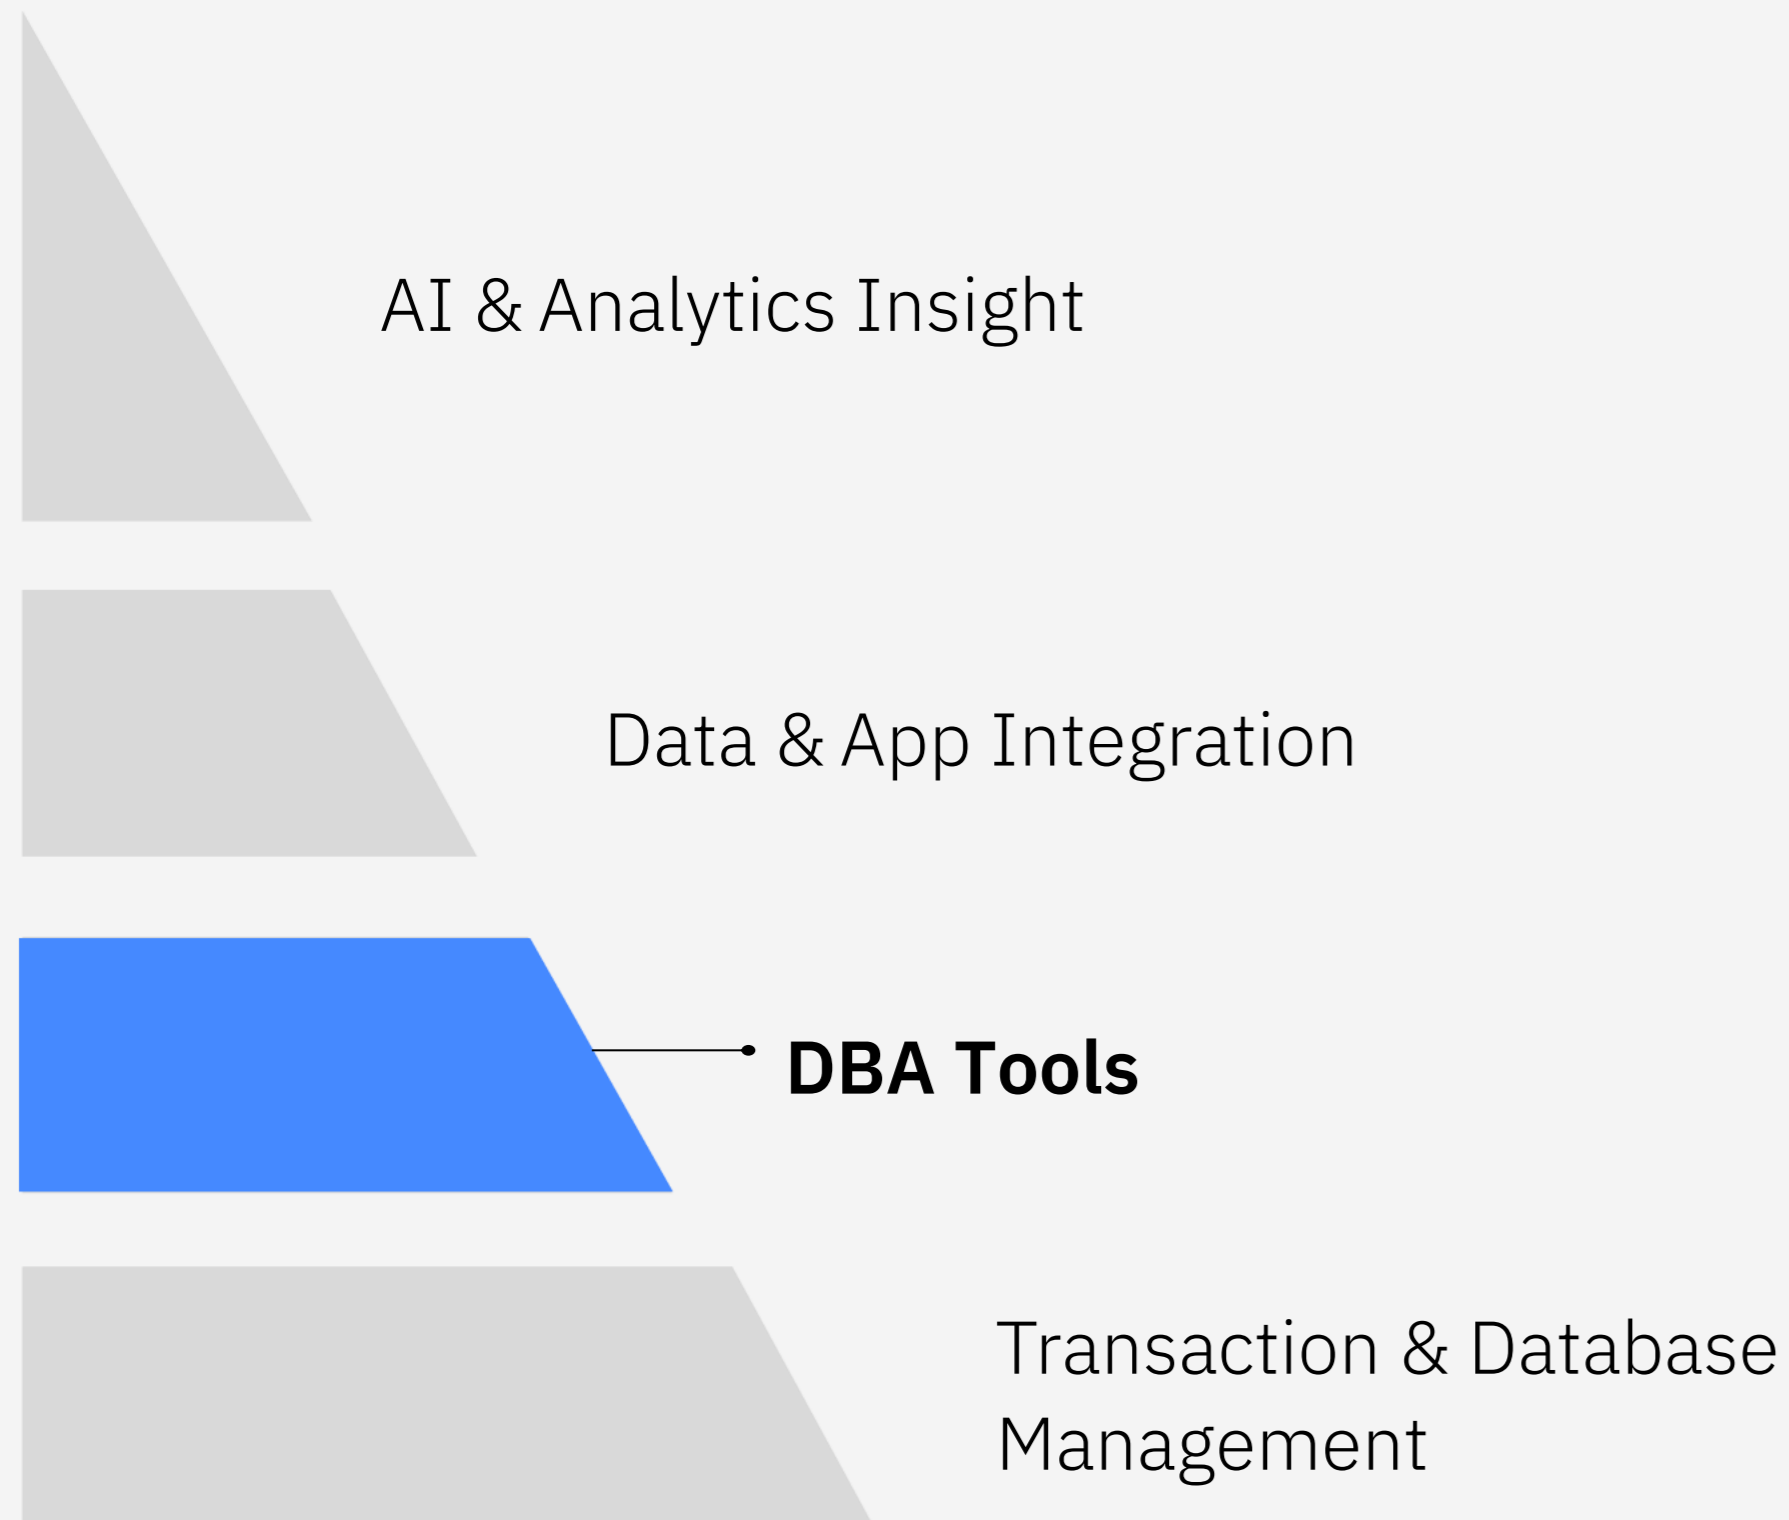 AI & Analytics Insight
Data & App Integration
DBA Tools
Transaction & Database
Management